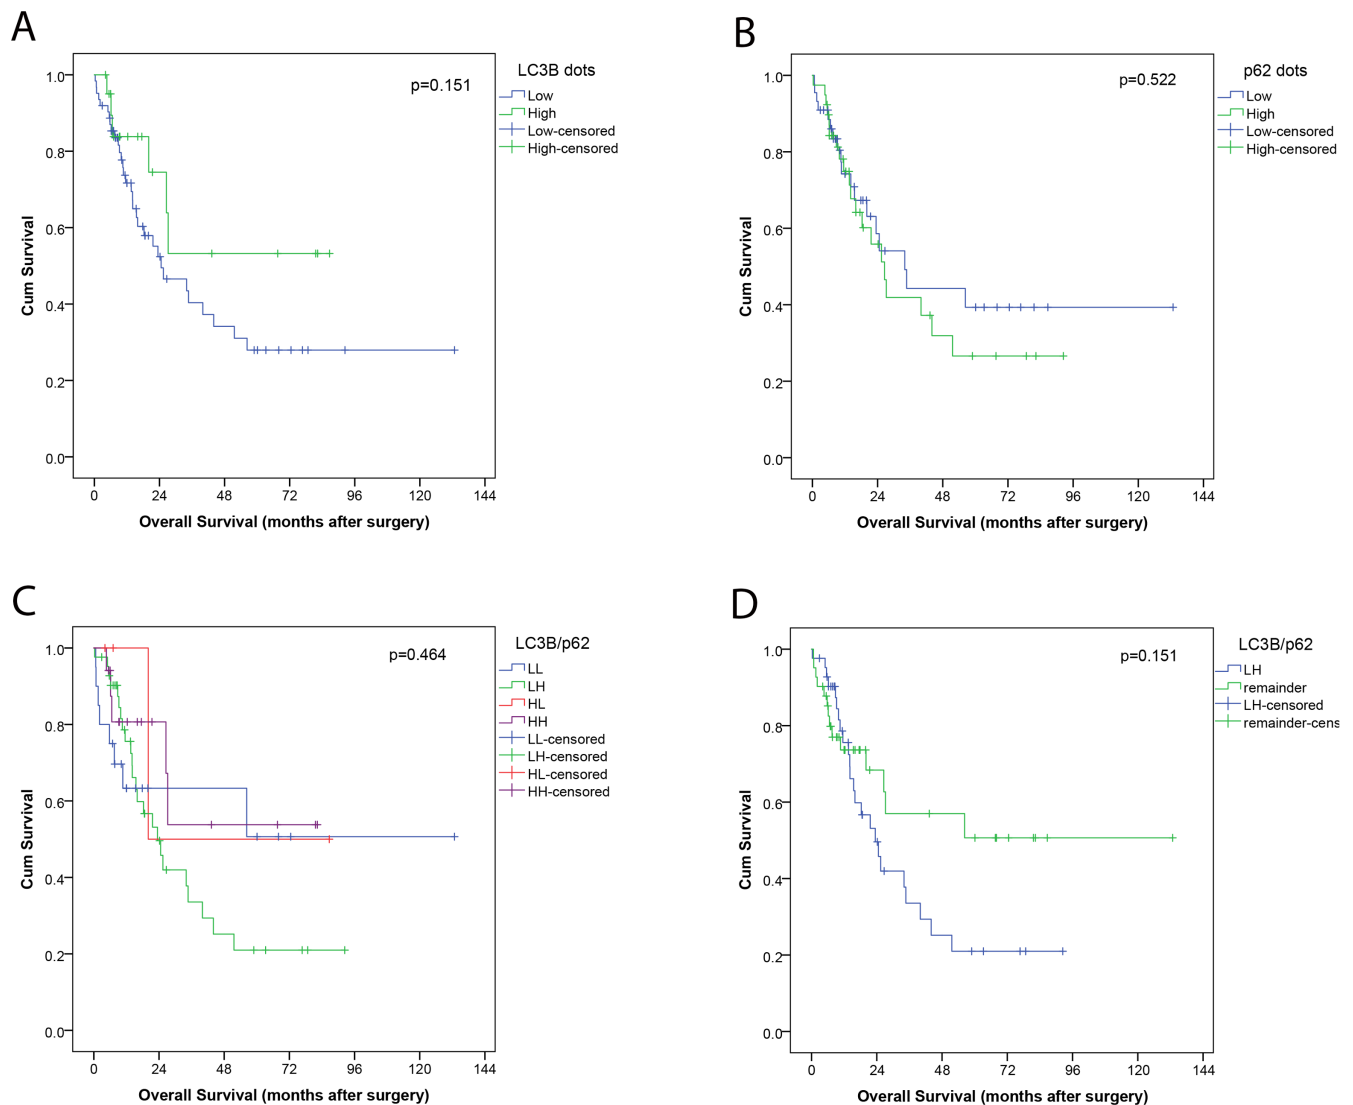 A
LC3B dots
p=0.151
Low
High
Low-censored
High-censored
1.0
0.8
0.6
0.4
0.2
0.0
Cum Survival
0 24 48 72 96 120 144
Overall Survival (months after surgery)
B
p62 dots
p=0.522
Low
High
Low-censored
High-censored
1.0
0.8
0.6
0.4
0.2
0.0
Cum Survival
0 24 48 72 96 120 144
Overall Survival (months after surgery)
C
LC3B/p62
p=0.464
LL
LH
HL
HH
LL-censored
LH-censored
HL-censored
HH-censored
1.0
0.8
0.6
0.4
0.2
0.0
Cum Survival
0 24 48 72 96 120 144
Overall Survival (months after surgery)
D
LC3B/p62
p=0.151
LH
remainder
LH-censored
remainder-cens
1.0
0.8
0.6
0.4
0.2
0.0
Cum Survival
0 24 48 72 96 120 144
Overall Survival (months after surgery)